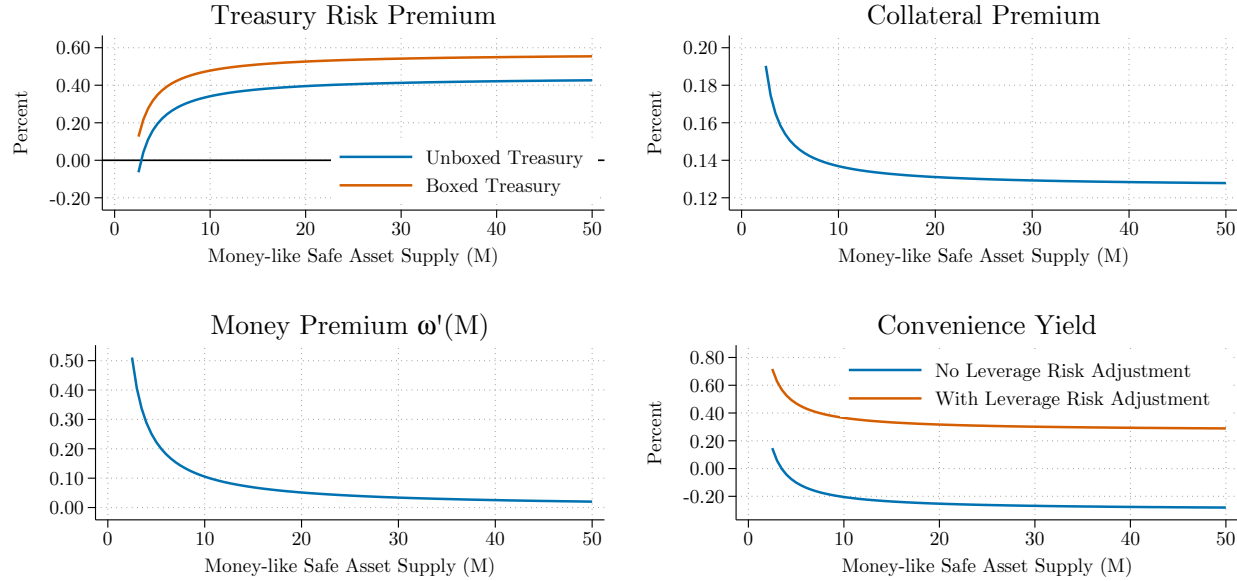 Treasury Risk Premium
Percent
0.60
0.40
0.20
0.00
-0.20
Unboxed Treasury
Boxed Treasury
0 10 20 30 40 50
Money-like Safe Asset Supply (M)
Collateral Premium
Percent
0.20
0.18
0.16
0.14
0.12
0 10 20 30 40 50
Money-like Safe Asset Supply (M)
Money Premium ω'(M)
0.50
0.40
0.30
0.20
0.10
0.00
0 10 20 30 40 50
Money-like Safe Asset Supply (M)
Convenience Yield
Percent
0.80
0.60
0.40
0.20
0.00
-0.20
No Leverage Risk Adjustment
With Leverage Risk Adjustment
0 10 20 30 40 50
Money-like Safe Asset Supply (M)